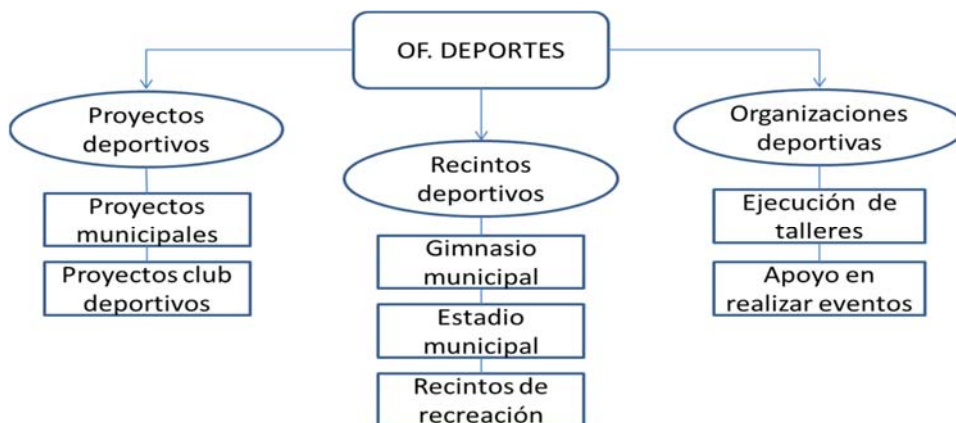 OF. DEPORTES
Proyectos
deportivos
Proyectos
municipales
Proyectos club
deportivos
Recintos
deportivos
Gimnasio
municipal
Estadio
municipal
Recintos de
recreación
Organizaciones
deportivas
Ejecución de
talleres
Apoyo en
realizar eventos